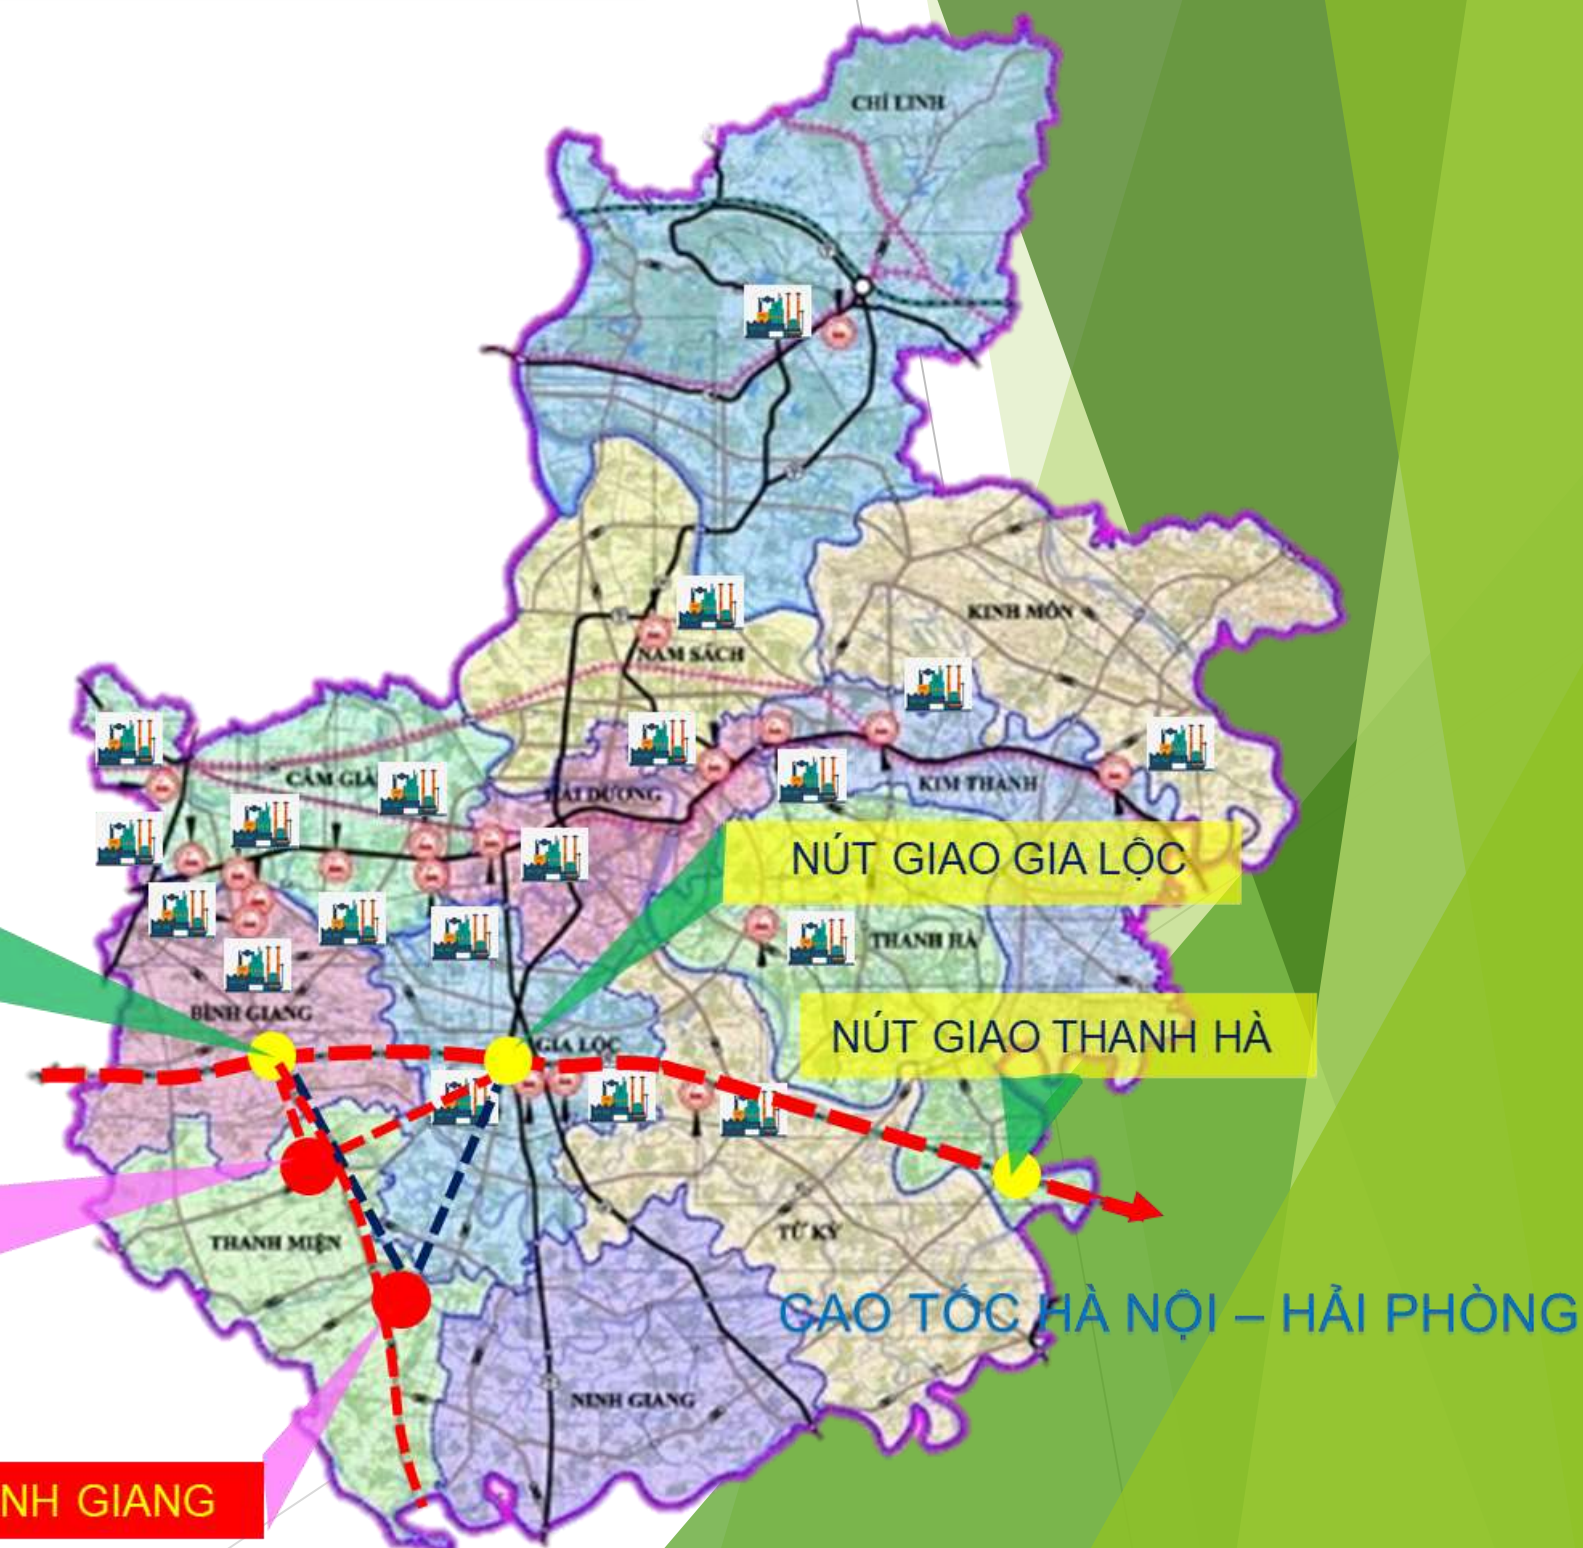 CHÍ LINH
KINH MÔN
NAM SÁCH
CẨM GIÀ
HẢI DƯƠNG
KIM THÀNH
NÚT GIAO GIA LỘC
THANH HÀ
BÌNH GIANG
GIA LỘC
NÚT GIAO THANH HÀ
THANH MIỆN
TỨ KỲ
CAO TỐC HÀ NỘI – HẢI PHÒNG
NINH GIANG
NH GIANG